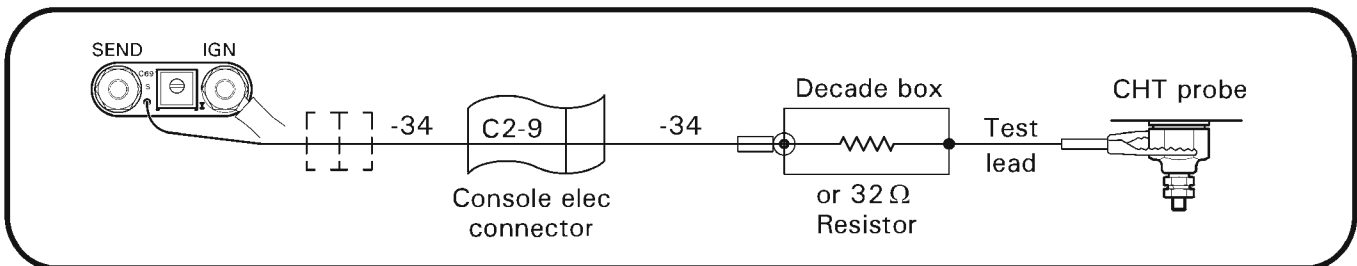 SEND IGN
C69
S
I
-34
C2-9
-34
Console elec
connector
Decade box
or 32 Ω
Resistor
Test
lead
CHT probe